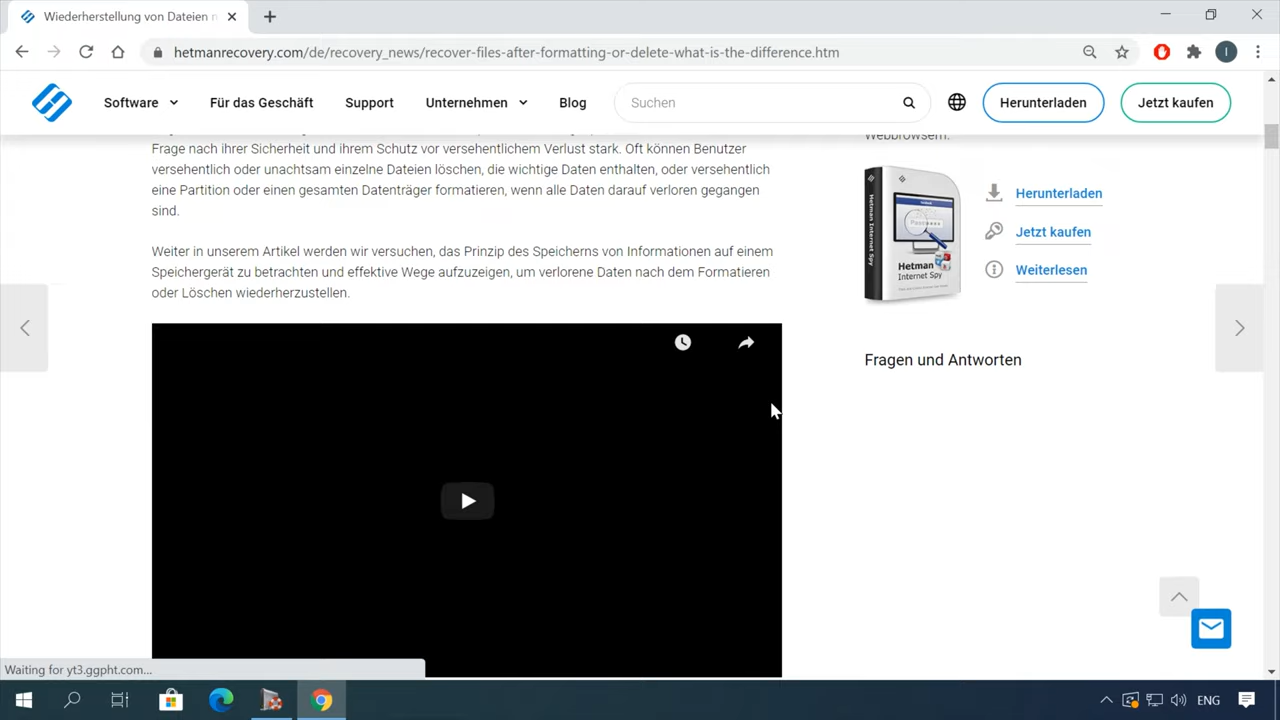 Wiederherstellung von Dateien n
hetmanrecovery.com/de/recovery_news/recover-files-after-formatting-or-delete-what-is-the-difference.htm
I
Software
Für das Geschäft
Support
Unternehmen
Blog
Suchen
Herunterladen
Jetzt kaufen
Frage nach ihrer Sicherheit und ihrem Schutz vor versehentlichem Verlust stark. Oft können Benutzer
versehentlich oder unachtsam einzelne Dateien löschen, die wichtige Daten enthalten, oder versehentlich
eine Partition oder einen gesamten Datenträger formatieren, wenn alle Daten darauf verloren gegangen
sind.
Weiter in unserem Artikel werden wir versuchen, das Prinzip des Speicherns von Informationen auf einem
Speichergerät zu betrachten und effektive Wege aufzuzeigen, um verlorene Daten nach dem Formatieren
oder Löschen wiederherzustellen.
Webbrowsern.
Hetman Internet Spy
Hetman
Internet Spy
Herunterladen
Jetzt kaufen
Weiterlesen
Fragen und Antworten
Waiting for yt3.ggpht.com...
ENG